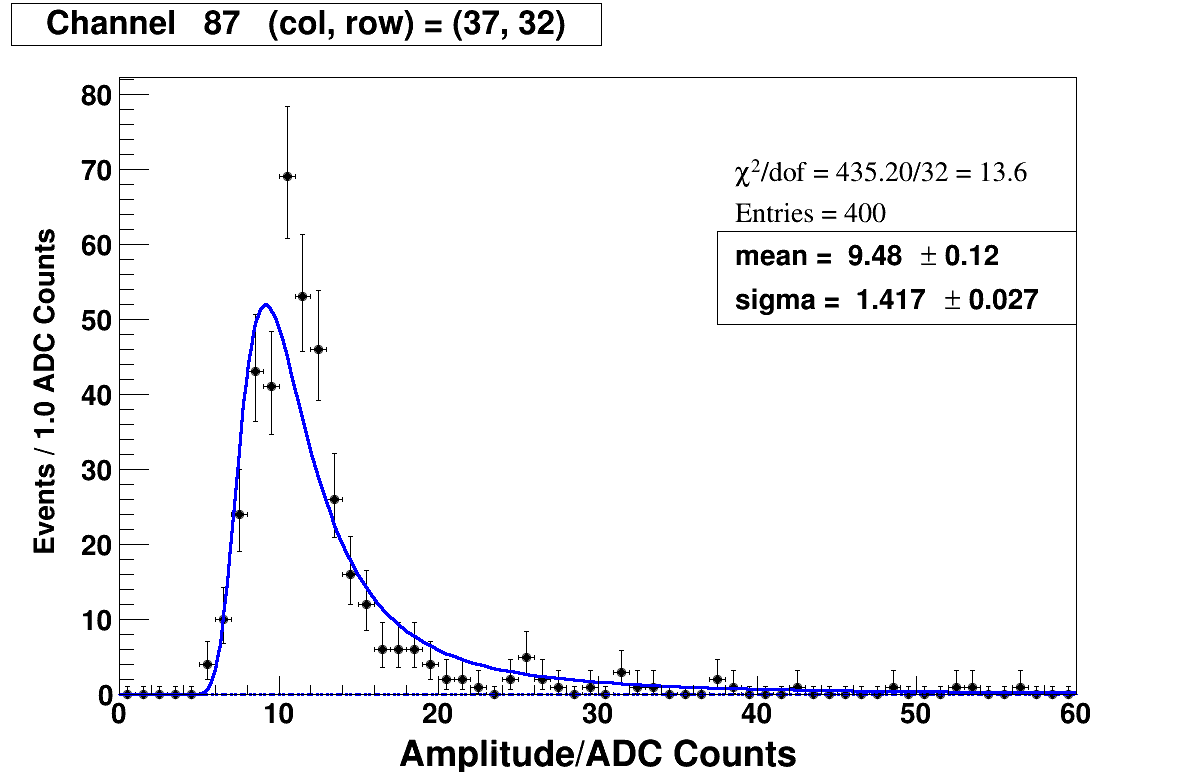 Channel 87 (col, row) = (37, 32)
80
70
60
50
40
30
20
10
0
Events / 1.0 ADC Counts
χ²/dof = 435.20/32 = 13.6
Entries = 400
mean = 9.48 ± 0.12
sigma = 1.417 ± 0.027
0 10 20 30 40 50 60
Amplitude/ADC Counts